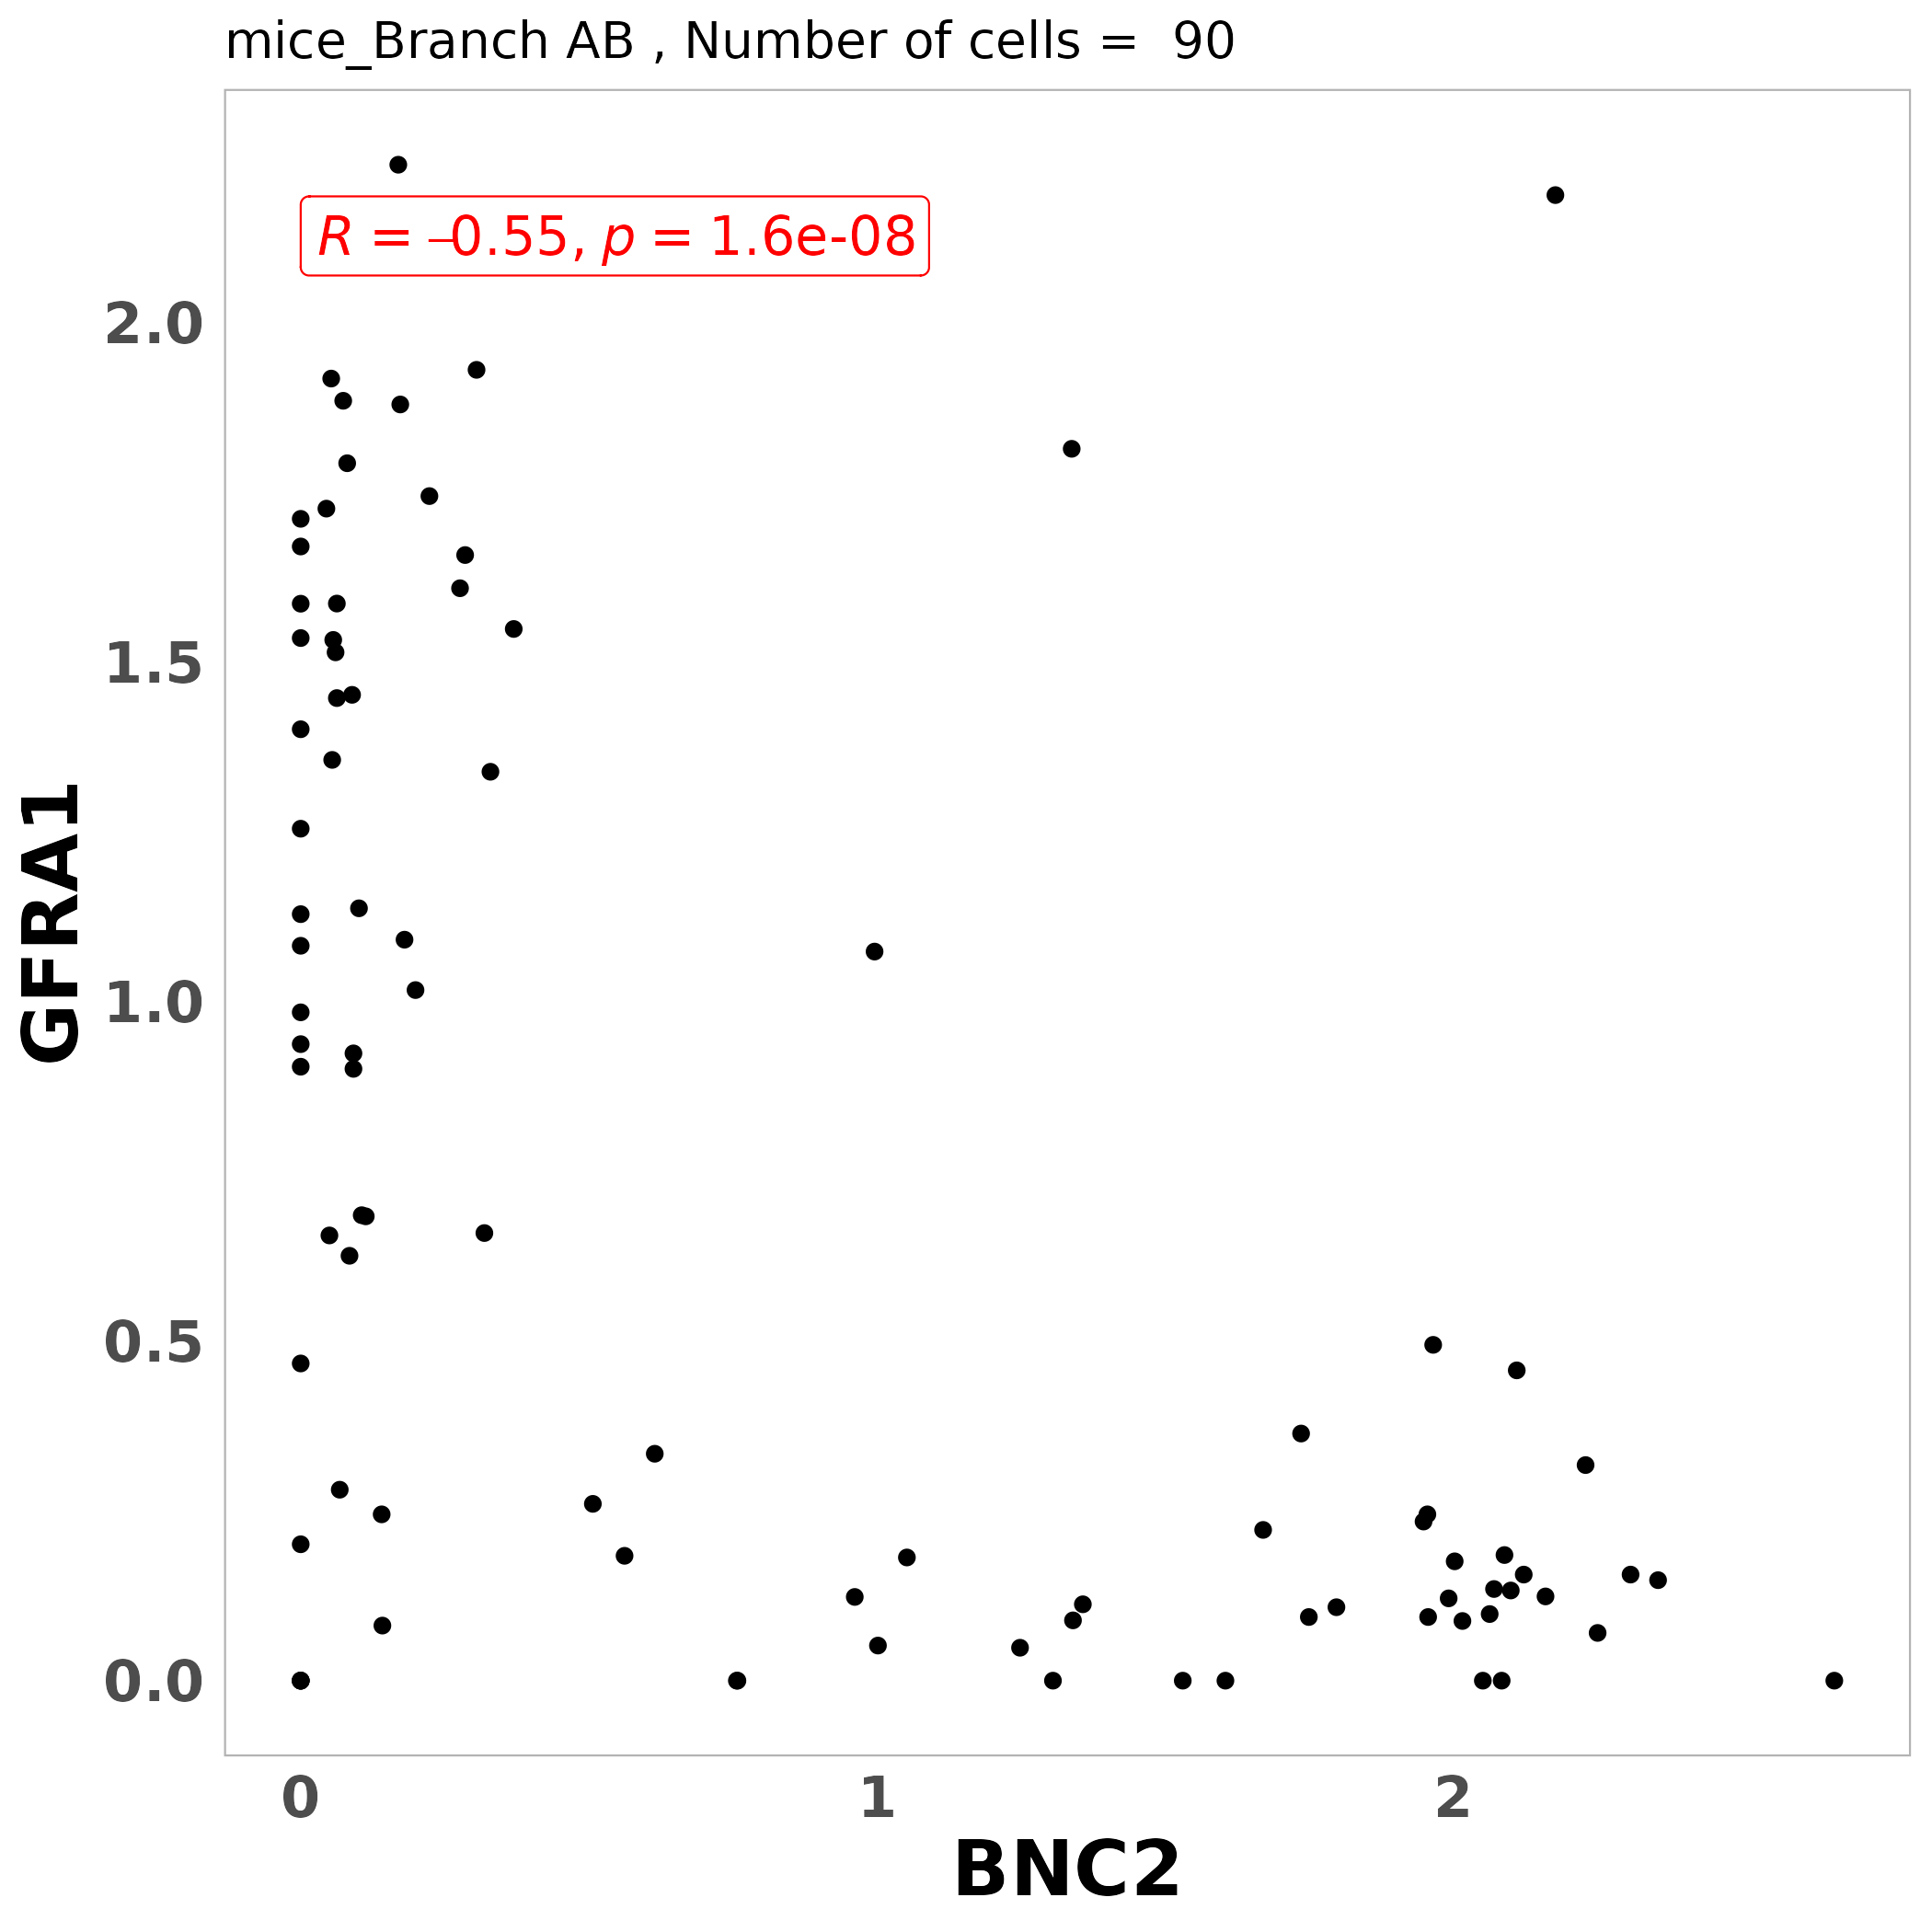 mice_Branch AB , Number of cells =  90
R = –0.55, p = 1.6e-08
2.0
1.5
1.0
0.5
0.0
GFRA1
0 1 2
BNC2